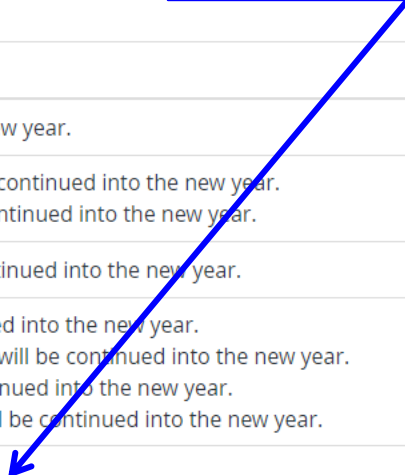 w year.
continued into the new year.
ntinued into the new year.
inued into the new year.
d into the new year.
will be continued into the new year.
nued into the new year.
be continued into the new year.